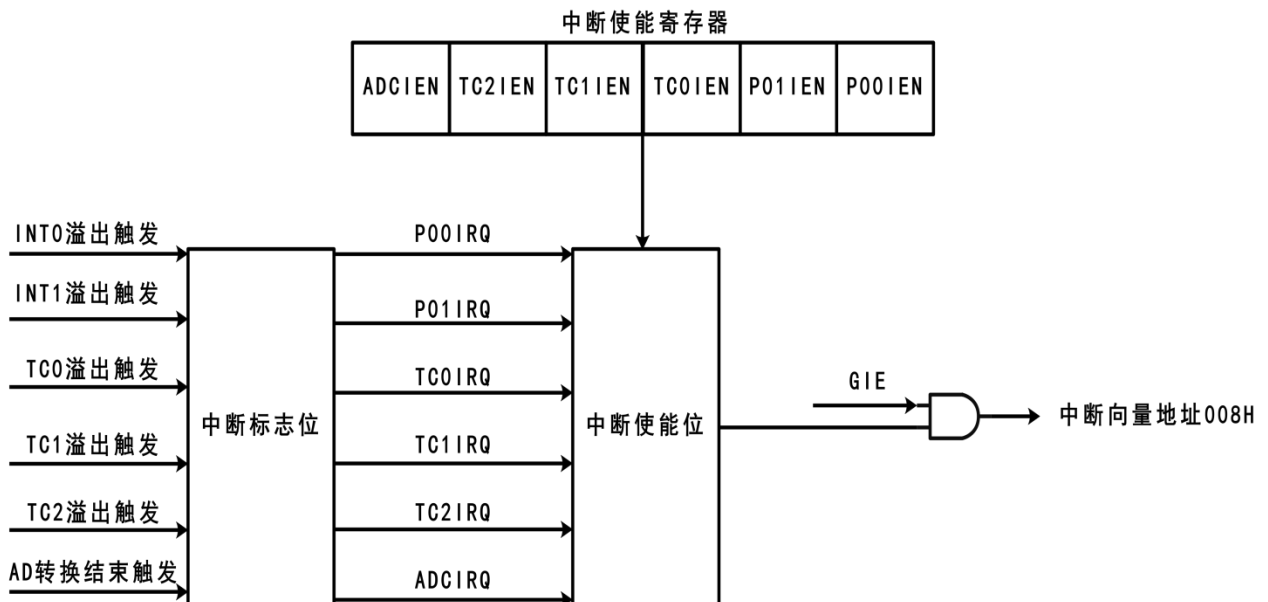 中断使能寄存器
ADCIEN TC2IEN TC1IEN TC0IEN P01IEN P00IEN
INT0溢出触发
P00IRQ
INT1溢出触发
P01IRQ
TC0溢出触发
TC0IRQ
GIE
中断标志位
中断使能位
中断向量地址008H
TC1溢出触发
TC1IRQ
TC2溢出触发
TC2IRQ
AD转换结束触发
ADCIRQ